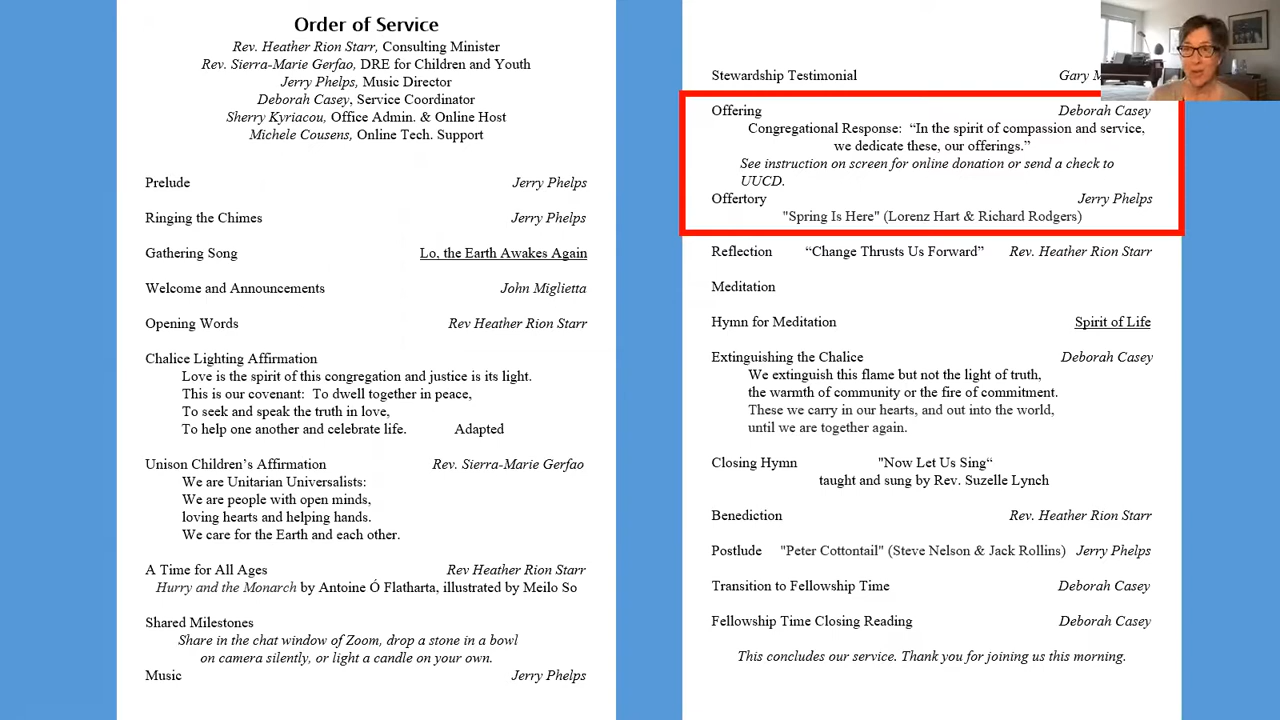 Order of Service
Rev. Heather Rion Starr, Consulting Minister
Rev. Sierra-Marie Gerfao, DRE for Children and Youth
Jerry Phelps, Music Director
Deborah Casey, Service Coordinator
Sherry Kyriacou, Office Admin. & Online Host
Michele Cousens, Online Tech. Support
Prelude Jerry Phelps
Ringing the Chimes Jerry Phelps
Gathering Song Lo, the Earth Awakes Again
Welcome and Announcements John Miglietta
Opening Words Rev Heather Rion Starr
Chalice Lighting Affirmation
Love is the spirit of this congregation and justice is its light.
This is our covenant: To dwell together in peace,
To seek and speak the truth in love,
To help one another and celebrate life. Adapted
Unison Children’s Affirmation Rev. Sierra-Marie Gerfao
We are Unitarian Universalists:
We are people with open minds,
loving hearts and helping hands.
We care for the Earth and each other.
A Time for All Ages Rev Heather Rion Starr
Hurry and the Monarch by Antoine Ó Flatharta, illustrated by Meilo So
Shared Milestones
Share in the chat window of Zoom, drop a stone in a bowl
on camera silently, or light a candle on your own.
Music Jerry Phelps
Stewardship Testimonial Gary
Offering Deborah Casey
Congregational Response: “In the spirit of compassion and service,
we dedicate these, our offerings.”
See instruction on screen for online donation or send a check to
UUCD.
Offertory Jerry Phelps
"Spring Is Here" (Lorenz Hart & Richard Rodgers)
Reflection “Change Thrusts Us Forward” Rev. Heather Rion Starr
Meditation
Hymn for Meditation Spirit of Life
Extinguishing the Chalice Deborah Casey
We extinguish this flame but not the light of truth,
the warmth of community or the fire of commitment.
These we carry in our hearts, and out into the world,
until we are together again.
Closing Hymn "Now Let Us Sing“
taught and sung by Rev. Suzelle Lynch
Benediction Rev. Heather Rion Starr
Postlude "Peter Cottontail" (Steve Nelson & Jack Rollins) Jerry Phelps
Transition to Fellowship Time Deborah Casey
Fellowship Time Closing Reading Deborah Casey
This concludes our service. Thank you for joining us this morning.